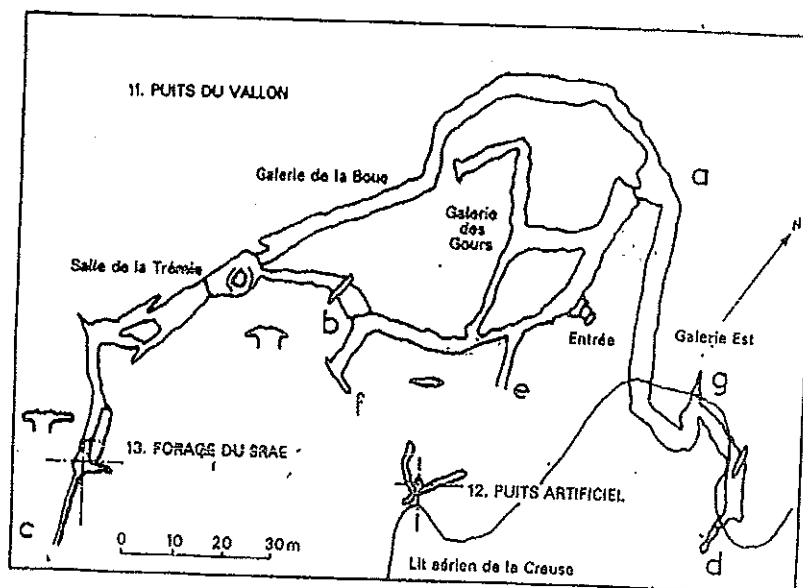 11. PUITS DU VALLON
a
Galerie de la Boue
Galerie
des
Gours
N
Salle de la Trémie
b
Entrée
Galerie Est
g
f
e
13. FORAGE DU SRAE
12. PUITS ARTIFICIEL
c
0 10 20 30 m
Lit aérien de la Creuse
d